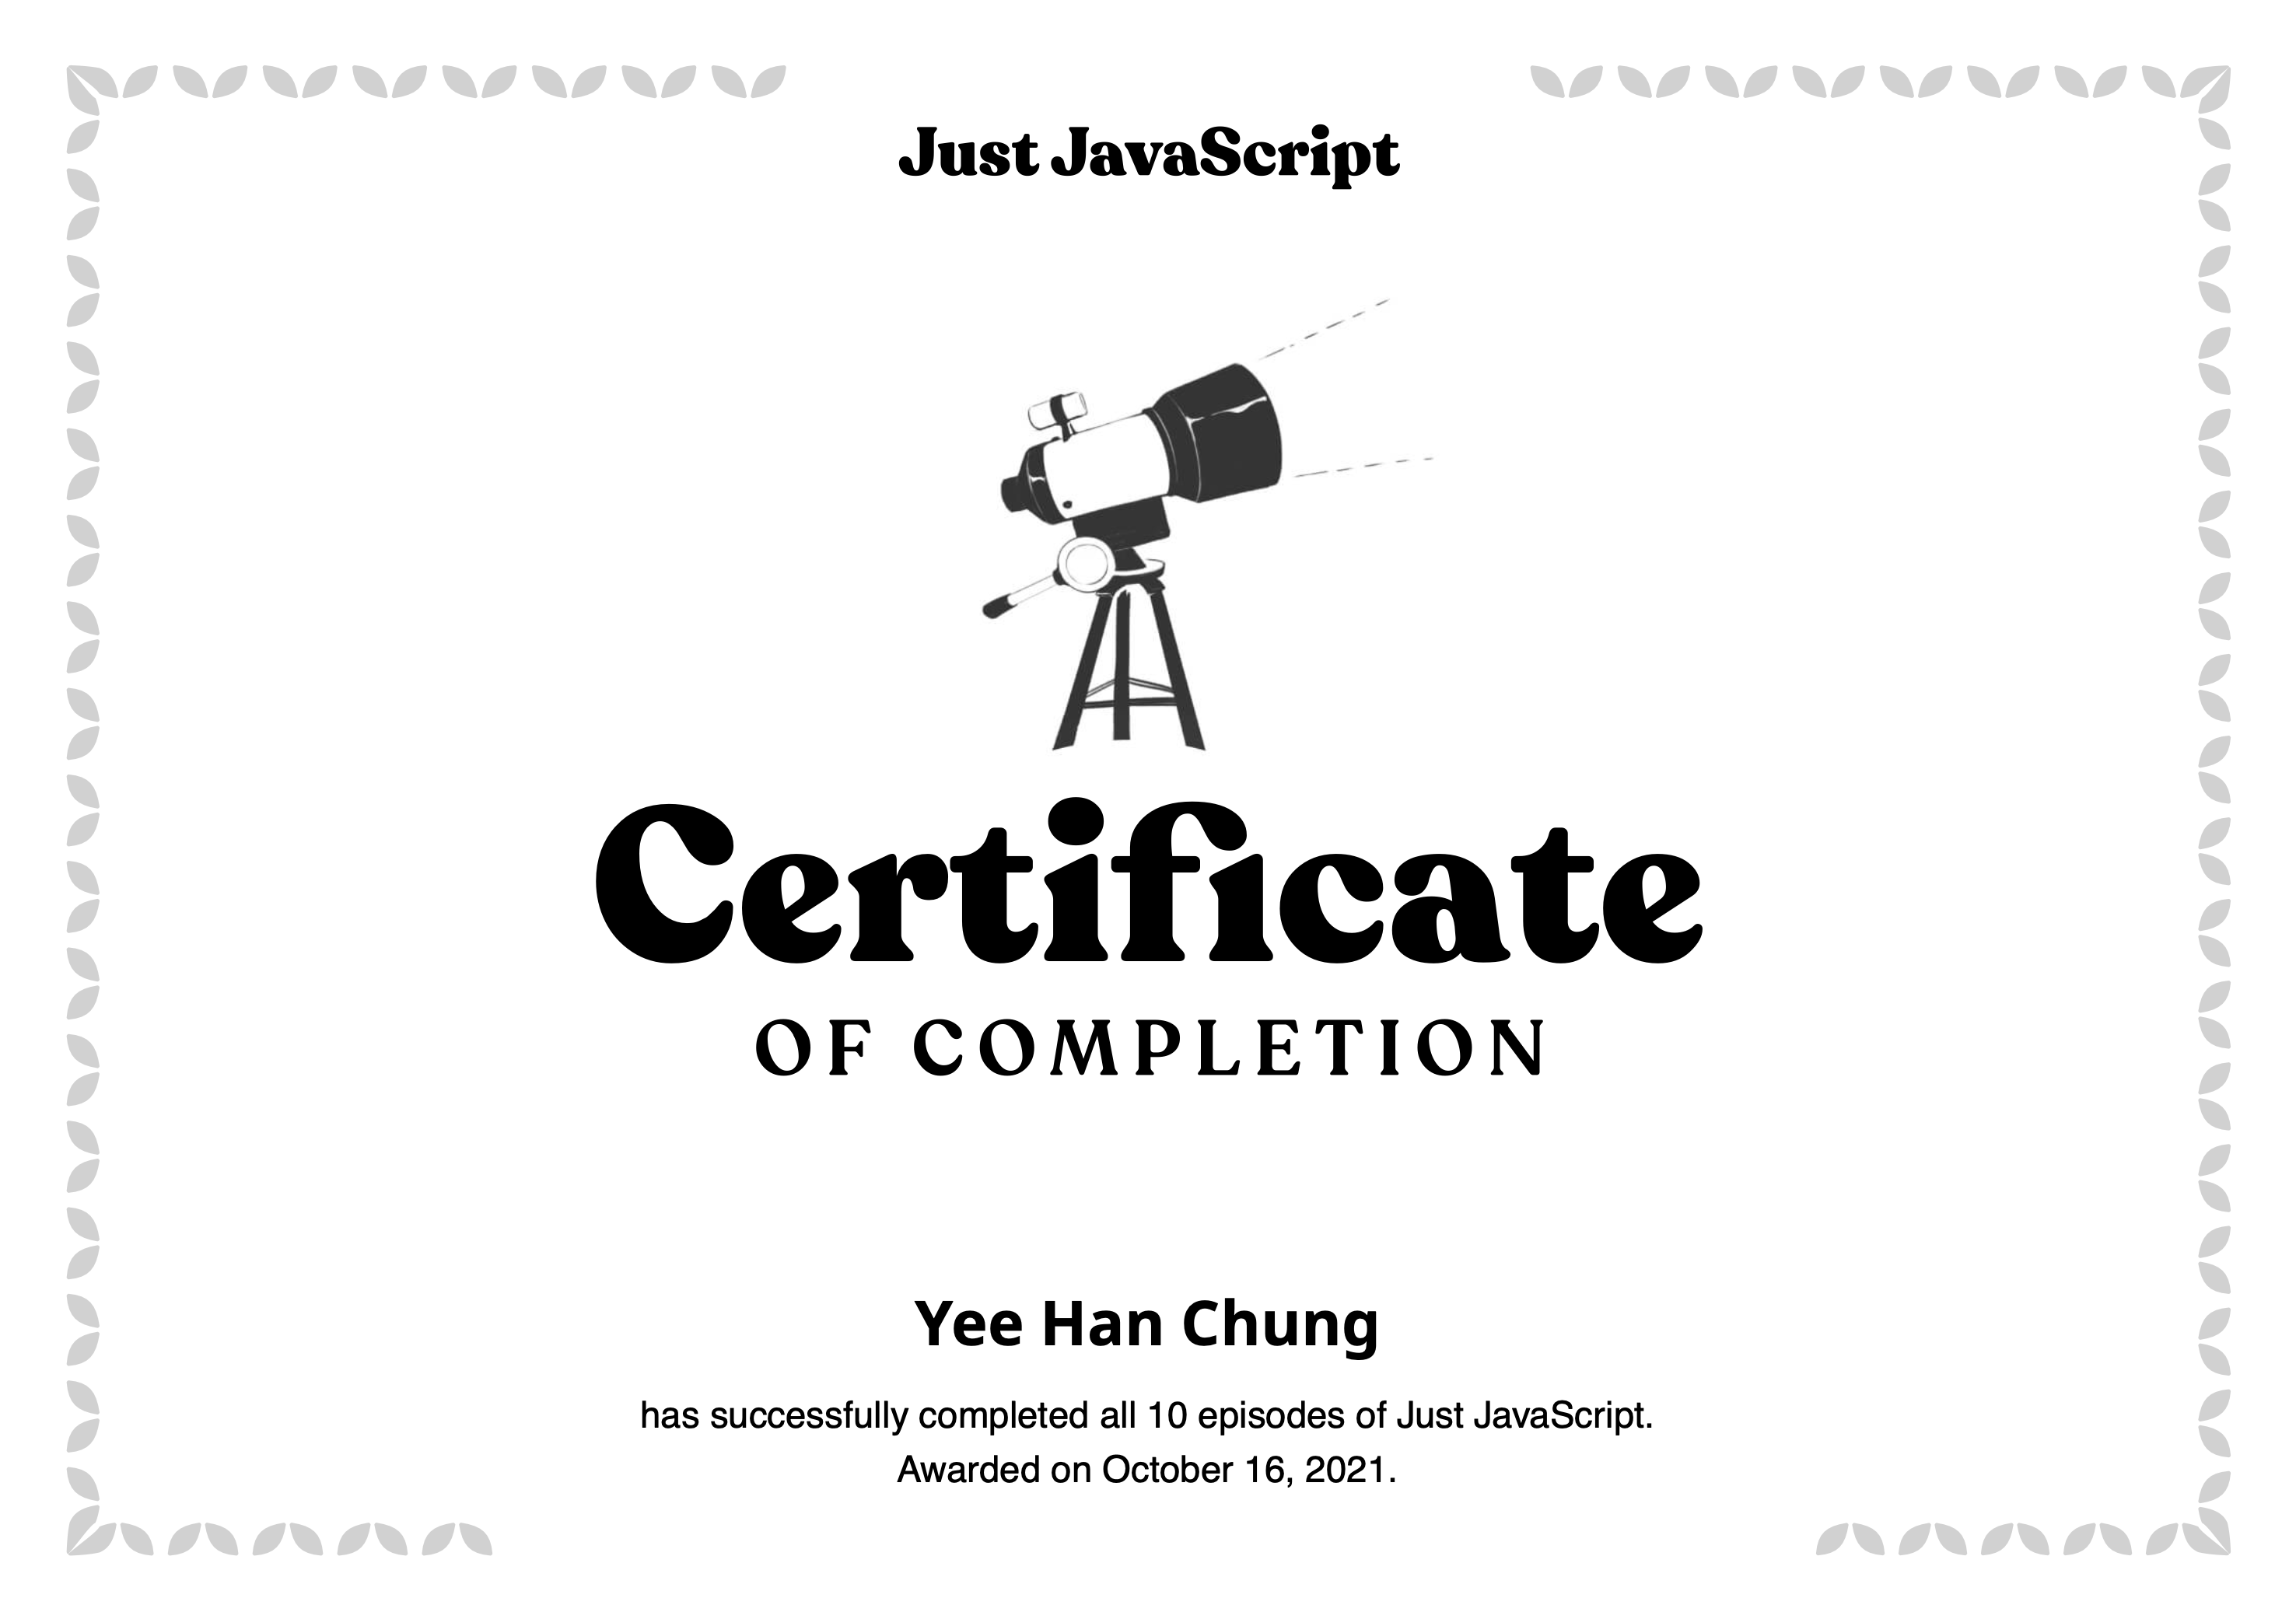 Just JavaScript
Certificate
OF COMPLETION
Yee Han Chung
has successfully completed all 10 episodes of Just JavaScript.
Awarded on October 16, 2021.